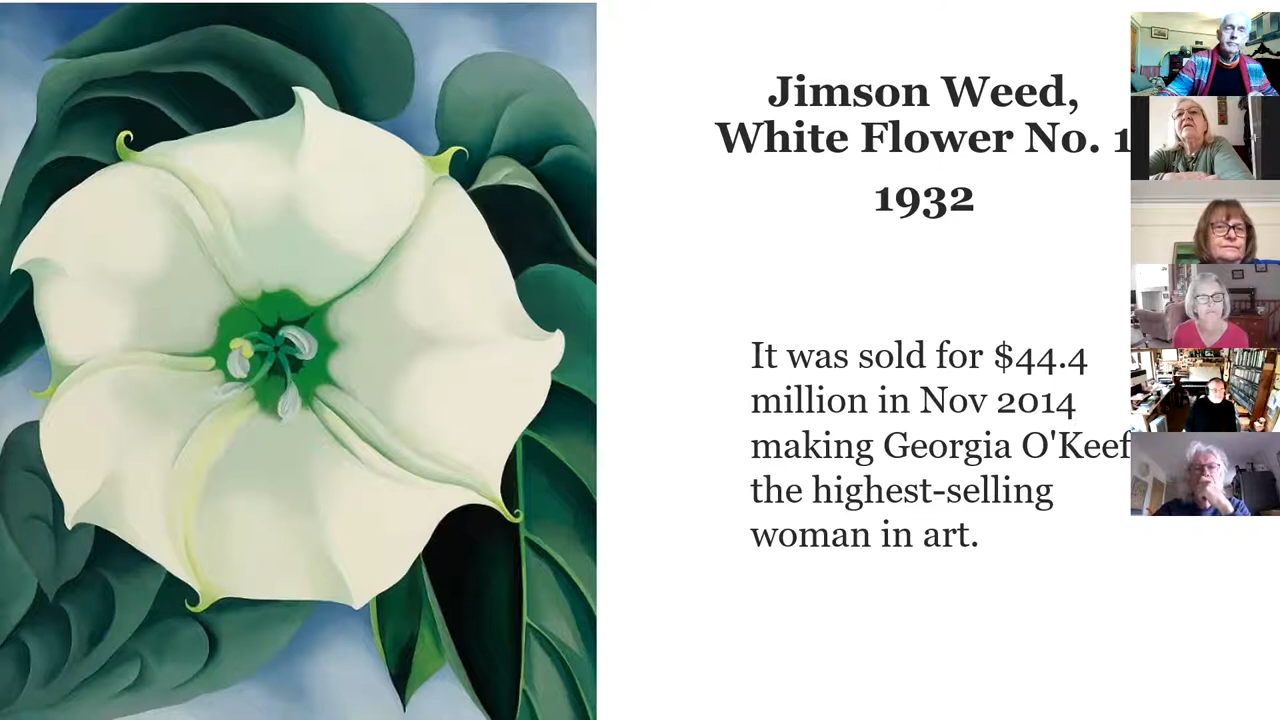 Jimson Weed,
White Flower No. 1
1932
It was sold for $44.4
million in Nov 2014
making Georgia O'Keef
the highest-selling
woman in art.